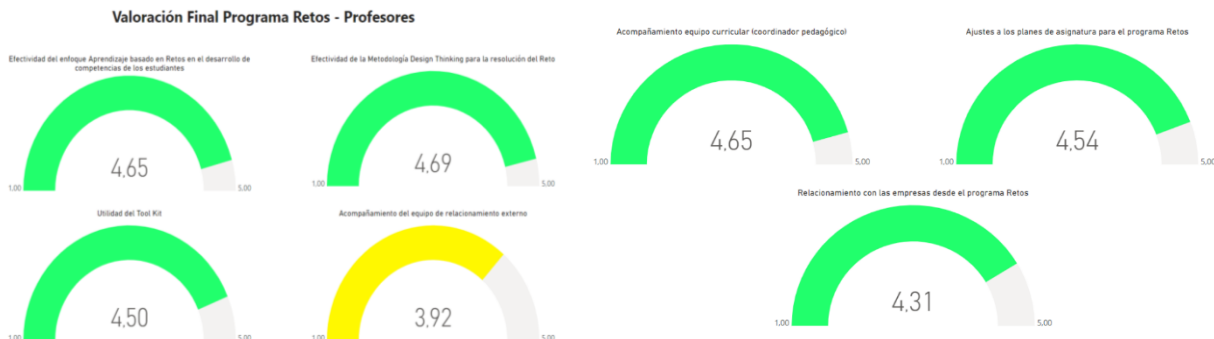 Valoración Final Programa Retos - Profesores
Efectividad del enfoque Aprendizaje basado en Retos en el desarrollo de
competencias de los estudiantes
4,65
1,00
5,00
Efectividad de la Metodología Design Thinking para la resolución del Reto
4,69
1,00
5,00
Utilidad del Tool Kit
4,50
1,00
5,00
Acompañamiento del equipo de relacionamiento externo
3,92
1,00
5,00
Acompañamiento equipo curricular (coordinador pedagógico)
4,65
1,00
5,00
Ajustes a los planes de asignatura para el programa Retos
4,54
1,00
5,00
Relacionamiento con las empresas desde el programa Retos
4,31
1,00
5,00